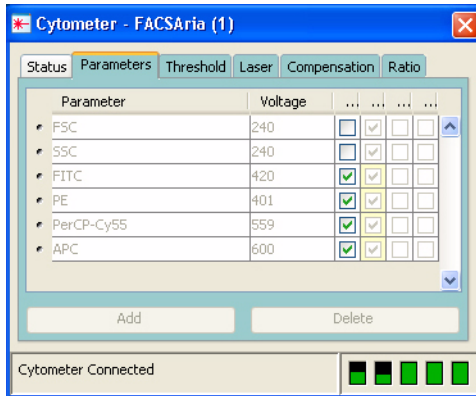 Cytometer - FACSAria (1)
Status Parameters Threshold Laser Compensation Ratio
Parameter Voltage ... ... ... ...
FSC 240
SSC 240
FITC 420
PE 401
PerCP-Cy55 559
APC 600
Add Delete
Cytometer Connected